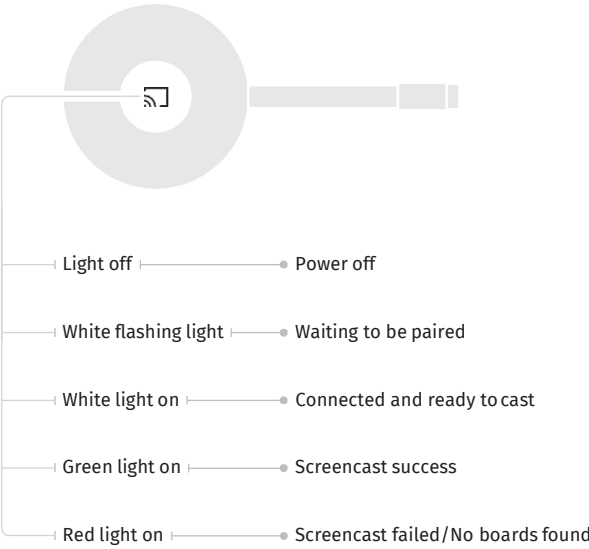 Light off Power off
White flashing light Waiting to be paired
White light on Connected and ready to cast
Green light on Screencast success
Red light on Screencast failed/No boards found